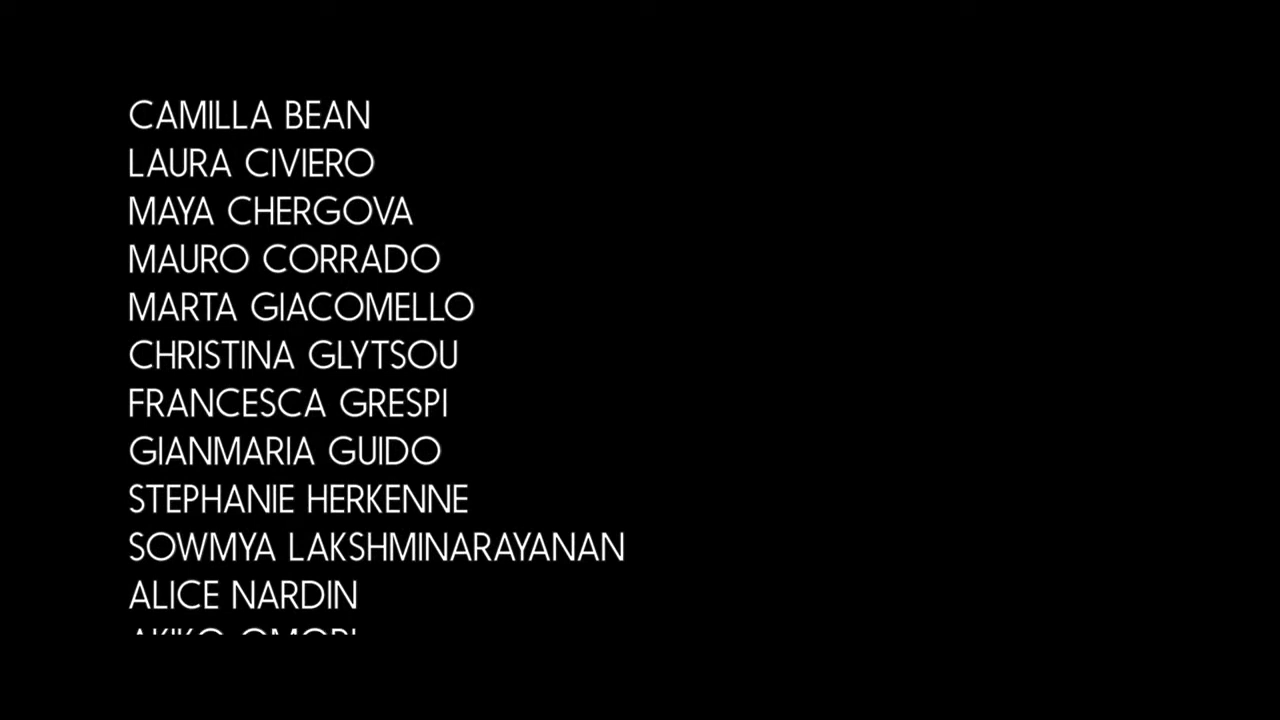 CAMILLA BEAN
LAURA CIVIERO
MAYA CHERGOVA
MAURO CORRADO
MARTA GIACOMELLO
CHRISTINA GLYTSOU
FRANCESCA GRESPI
GIANMARIA GUIDO
STEPHANIE HERKENNE
SOWMYA LAKSHMINARAYANAN
ALICE NARDIN